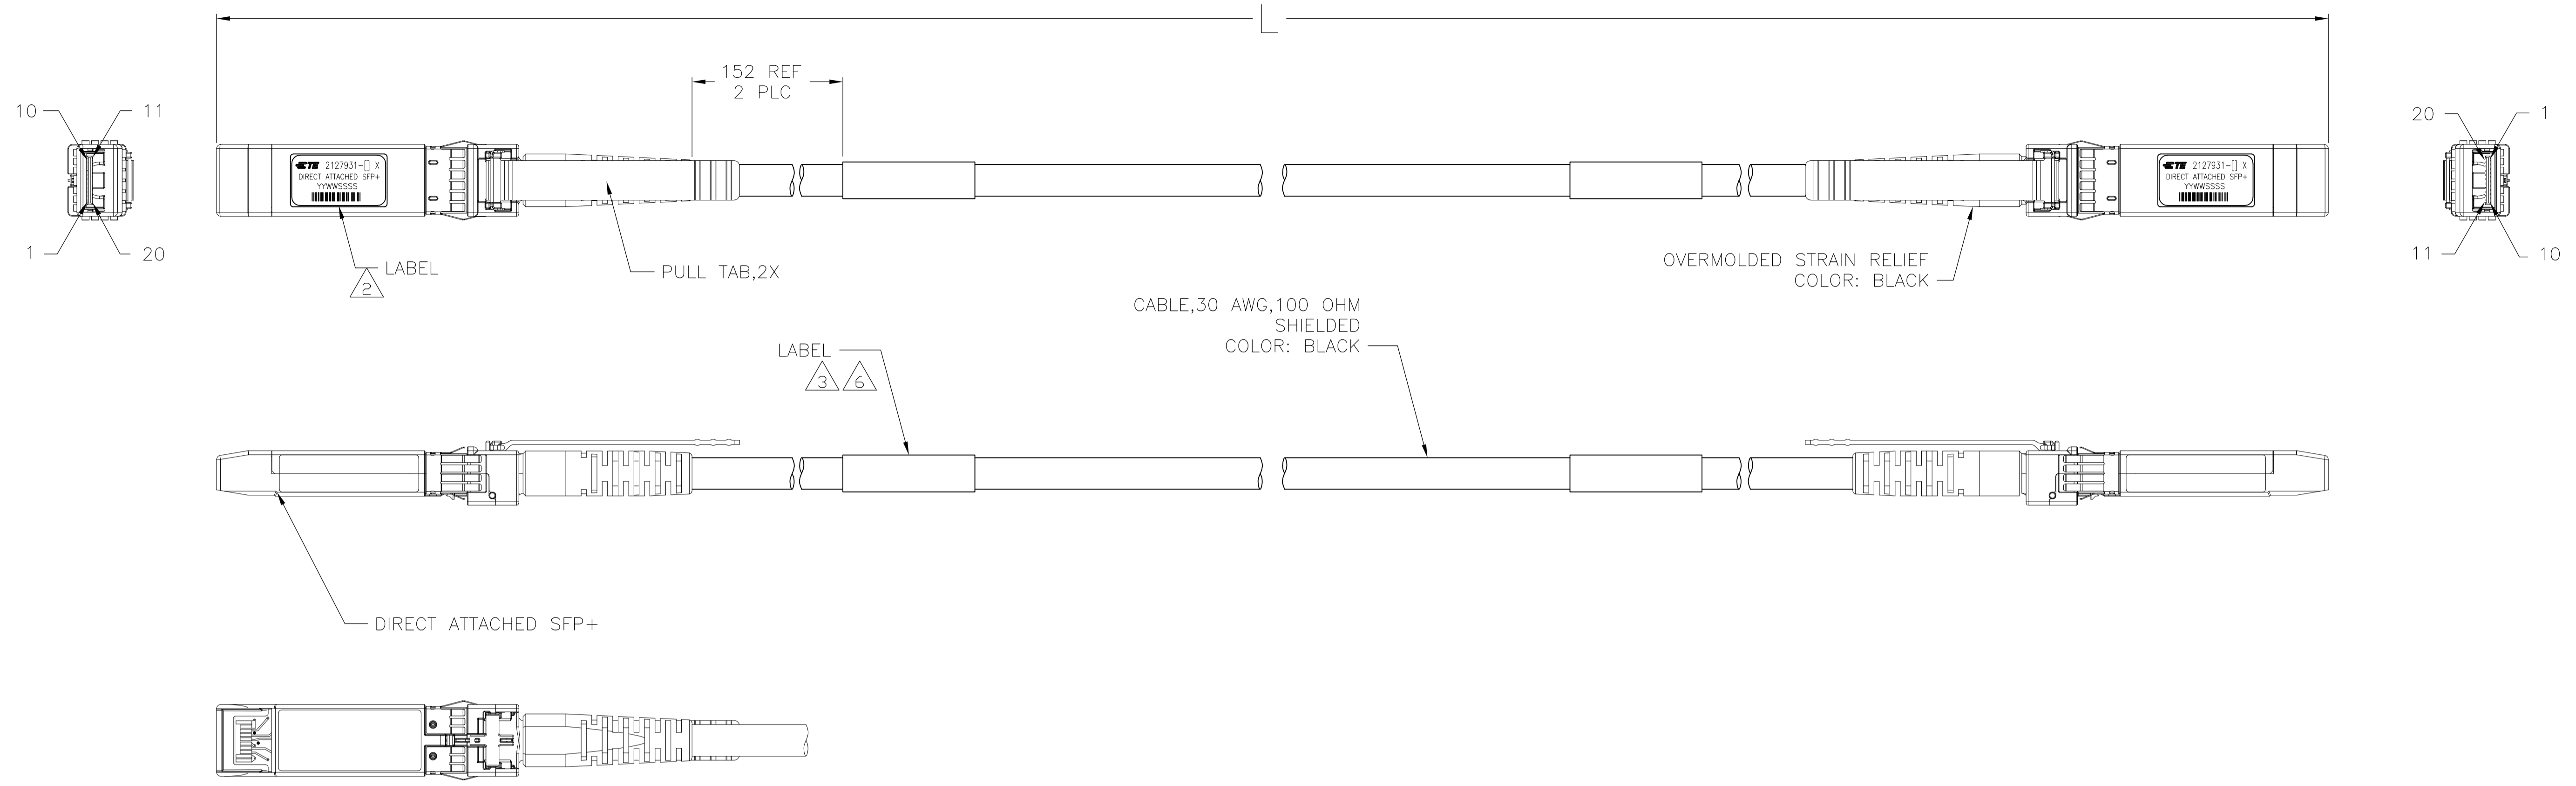 L
152 REF
2 PLC
10
11
1
20
TE 2127931-[] X
DIRECT ATTACHED SFP+
YYWWSSSS
2
LABEL
PULL TAB,2X
TE 2127931-[] X
DIRECT ATTACHED SFP+
YYWWSSSS
OVERMOLDED STRAIN RELIEF
COLOR: BLACK
20
1
11
10
CABLE,30 AWG,100 OHM
SHIELDED
COLOR: BLACK
LABEL
3 6
DIRECT ATTACHED SFP+